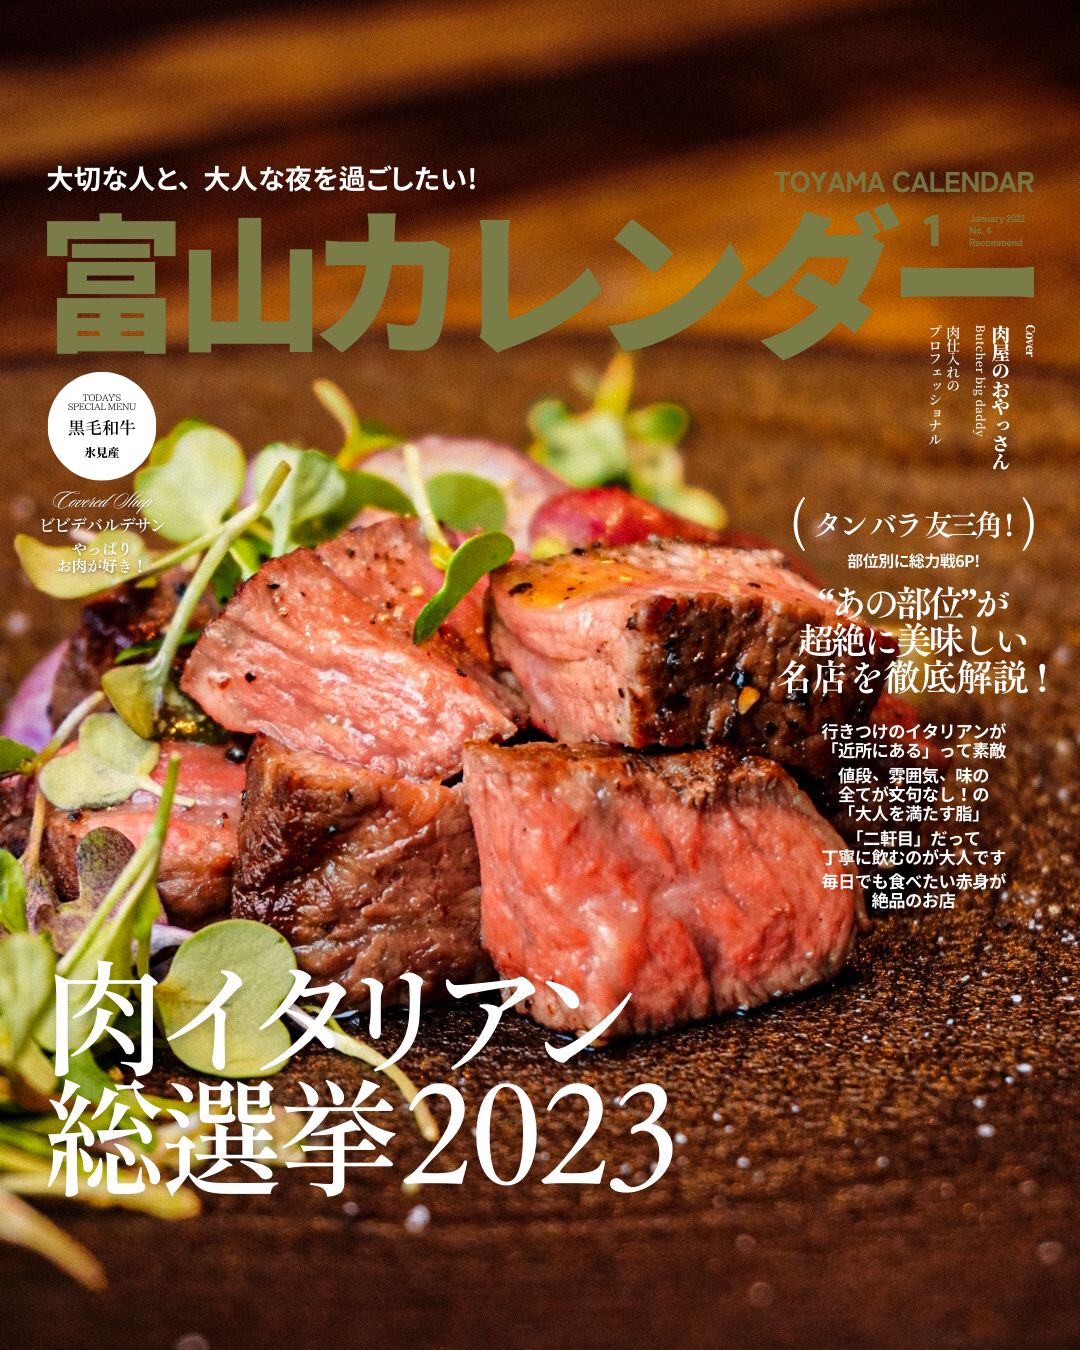 大切な人と、大人な夜を過ごしたい!
TOYAMA CALENDAR
富山カレンダー
1
January 2022
No. 4
Recommend
Cover
肉屋のおやっさん
Butcher big daddy
肉仕入れの
プロフェッショナル
TODAY'S
SPECIAL MENU
黒毛和牛
氷見産
Covered Shop
ビビデバルデサン
やっぱり
お肉が好き！
(タンバラ友三角!)
部位別に総力戦6P!
“あの部位”が
超絶に美味しい
名店を徹底解説！
行きつけのイタリアンが
「近所にある」って素敵
値段、雰囲気、味の
全てが文句なし！の
「大人を満たす脂」
「二軒目」だって
丁寧に飲むのが大人です
毎日でも食べたい赤身が
絶品のお店
肉イタリアン
総選挙2023